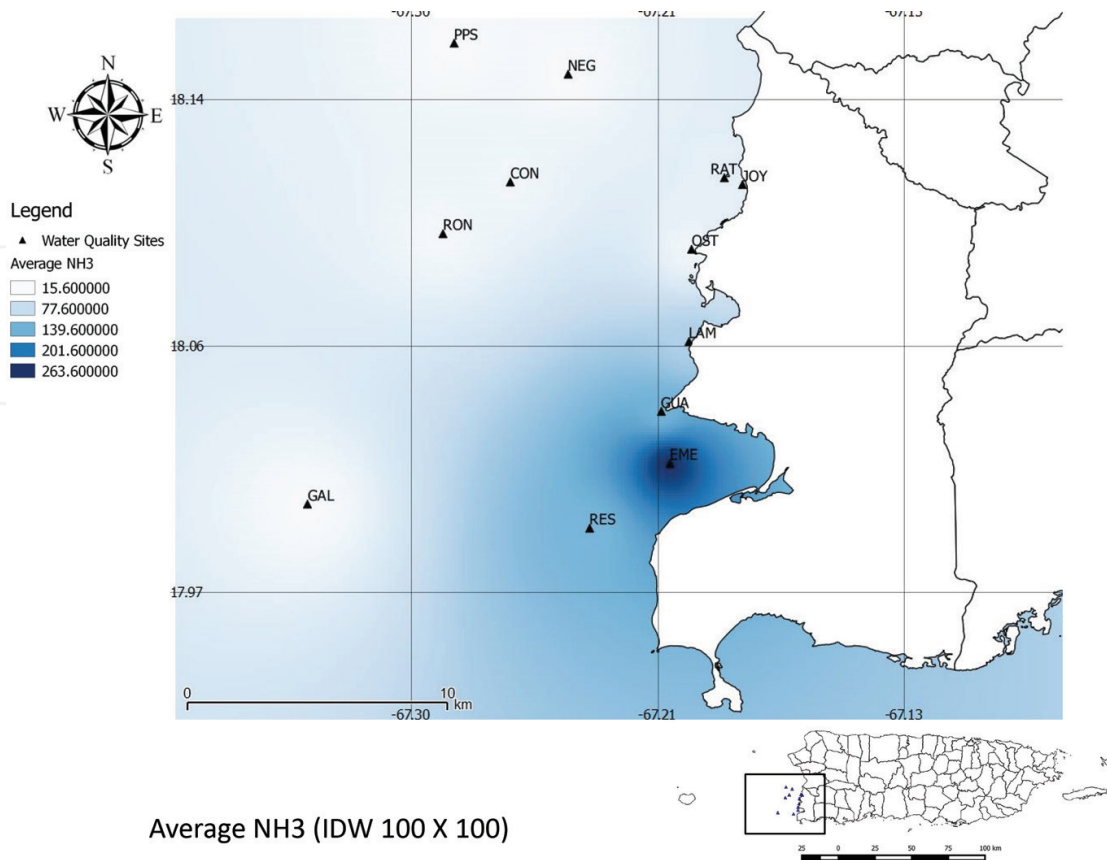 -67.30 -67.21 -67.13
PPS
NEG
N
W E
S
18.14
CON
RAT
JOY
RON
OST
Legend
Water Quality Sites
Average NH3
15.600000
77.600000
139.600000
201.600000
263.600000
LAM
18.06
GUA
EME
GAL
RES
17.97
0 10
km
-67.30 -67.21 -67.13
Average NH3 (IDW 100 X 100)
25 0 25 50 75 100 km